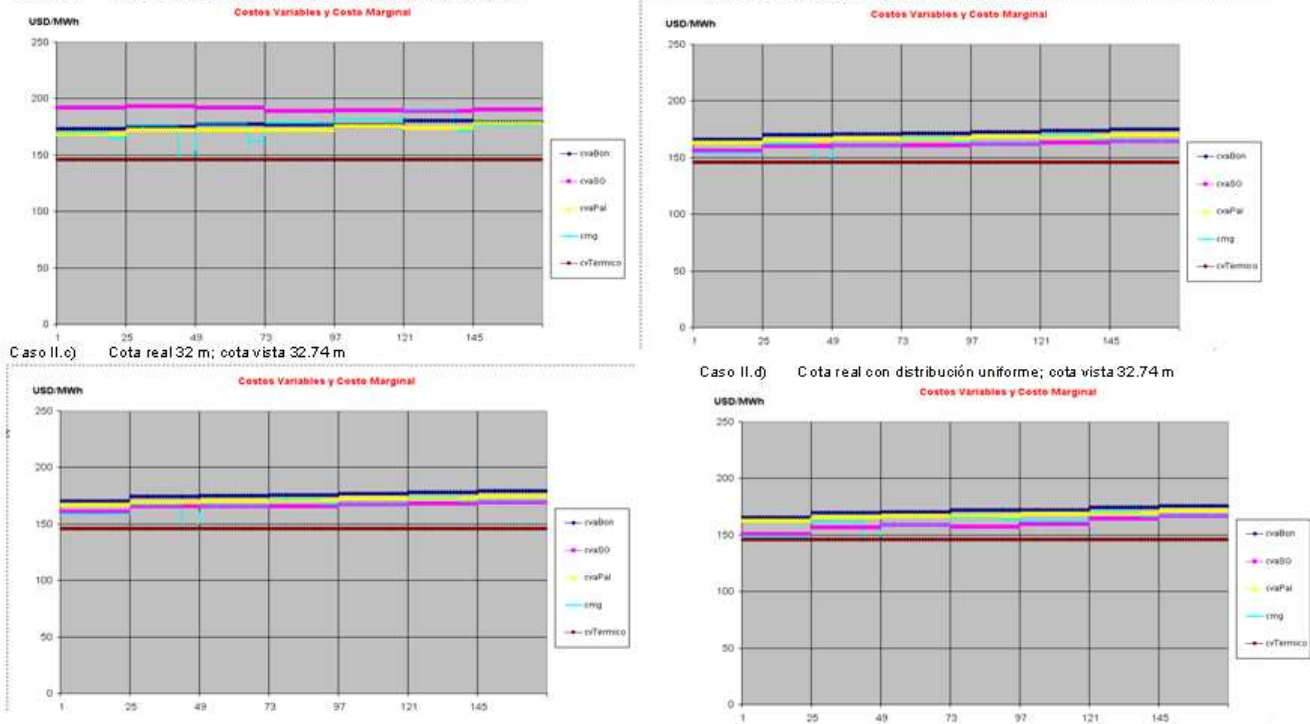 Costos Variables y Costo Marginal
USD/MWh
250
200
150
100
50
0
1 25 49 73 97 121 145
cvaBon
cvaSG
cvaPal
cmg
cvTermico
Costos Variables y Costo Marginal
USD/MWh
250
200
150
100
50
0
1 25 49 73 97 121 145
cvaBon
cvaSG
cvaPal
cmg
cvTermico
Caso II.c) Cota real 32 m; cota vista 32.74 m
Costos Variables y Costo Marginal
USD/MWh
250
200
150
100
50
0
1 25 49 73 97 121 145
cvaBon
cvaSG
cvaPal
cmg
cvTermico
Caso II.d) Cota real con distribución uniforme; cota vista 32.74 m
Costos Variables y Costo Marginal
USD/MWh
250
200
150
100
50
0
1 25 49 73 97 121 145
cvaBon
cvaSG
cvaPal
cmg
cvTermico